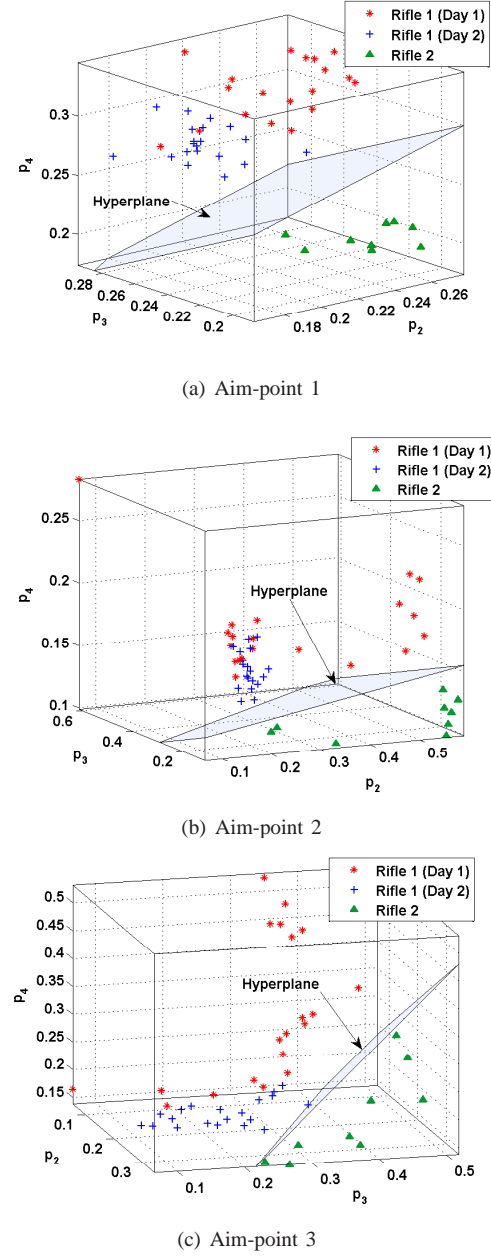 Rifle 1 (Day 1)
Rifle 1 (Day 2)
Rifle 2
0.3
0.25
0.2
p4
Hyperplane
0.28
0.26
0.24
0.22
0.2
p3
0.18
0.2
0.22
0.24
0.26
p2
(a) Aim-point 1
Rifle 1 (Day 1)
Rifle 1 (Day 2)
Rifle 2
0.25
0.2
0.15
0.1
p4
Hyperplane
0.6
0.4
0.2
p3
0.1
0.2
0.3
0.4
0.5
p2
(b) Aim-point 2
Rifle 1 (Day 1)
Rifle 1 (Day 2)
Rifle 2
0.5
0.45
0.4
0.35
0.3
0.25
0.2
0.15
p4
Hyperplane
0.1
0.2
0.3
p2
0.1
0.2
0.3
0.4
0.5
p3
(c) Aim-point 3